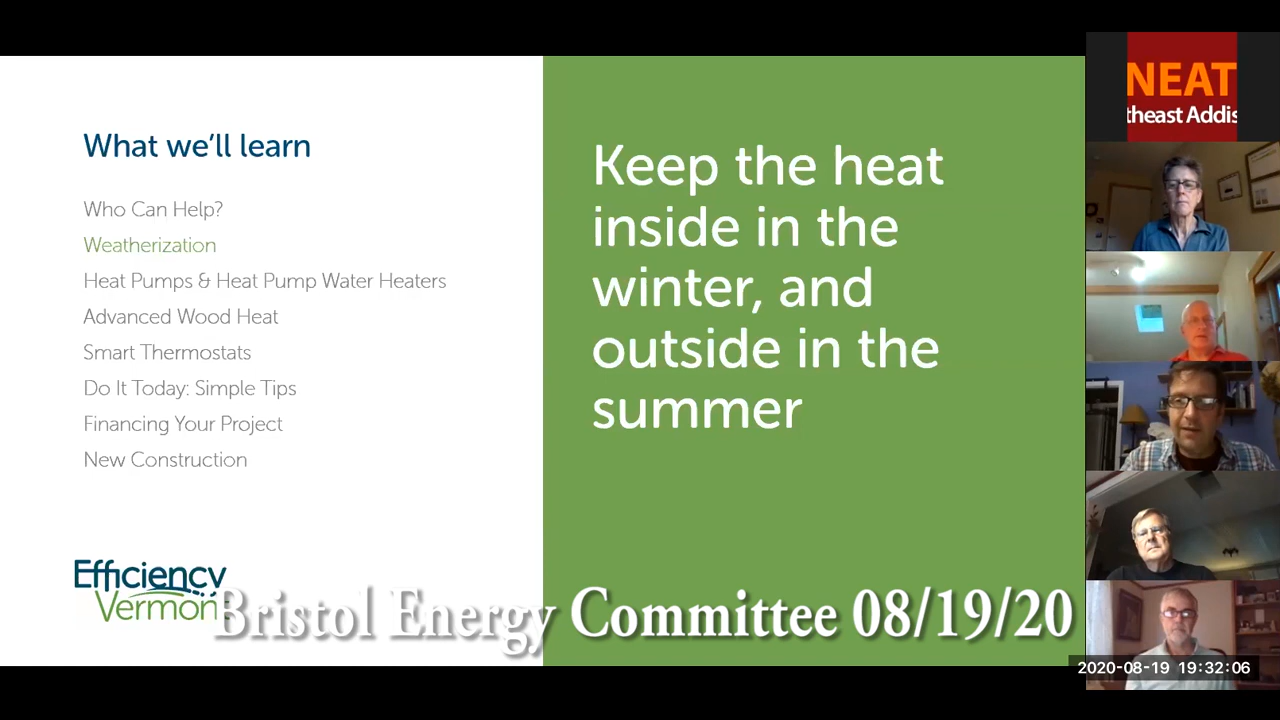 What we'll learn
Who Can Help?
Weatherization
Heat Pumps & Heat Pump Water Heaters
Advanced Wood Heat
Smart Thermostats
Do It Today: Simple Tips
Financing Your Project
New Construction
Keep the heat
inside in the
winter, and
outside in the
summer
Efficiency
Vermont
Bristol Energy Committee 08/19/20
NEAT
theast Addis
2020-08-19 19:32:06